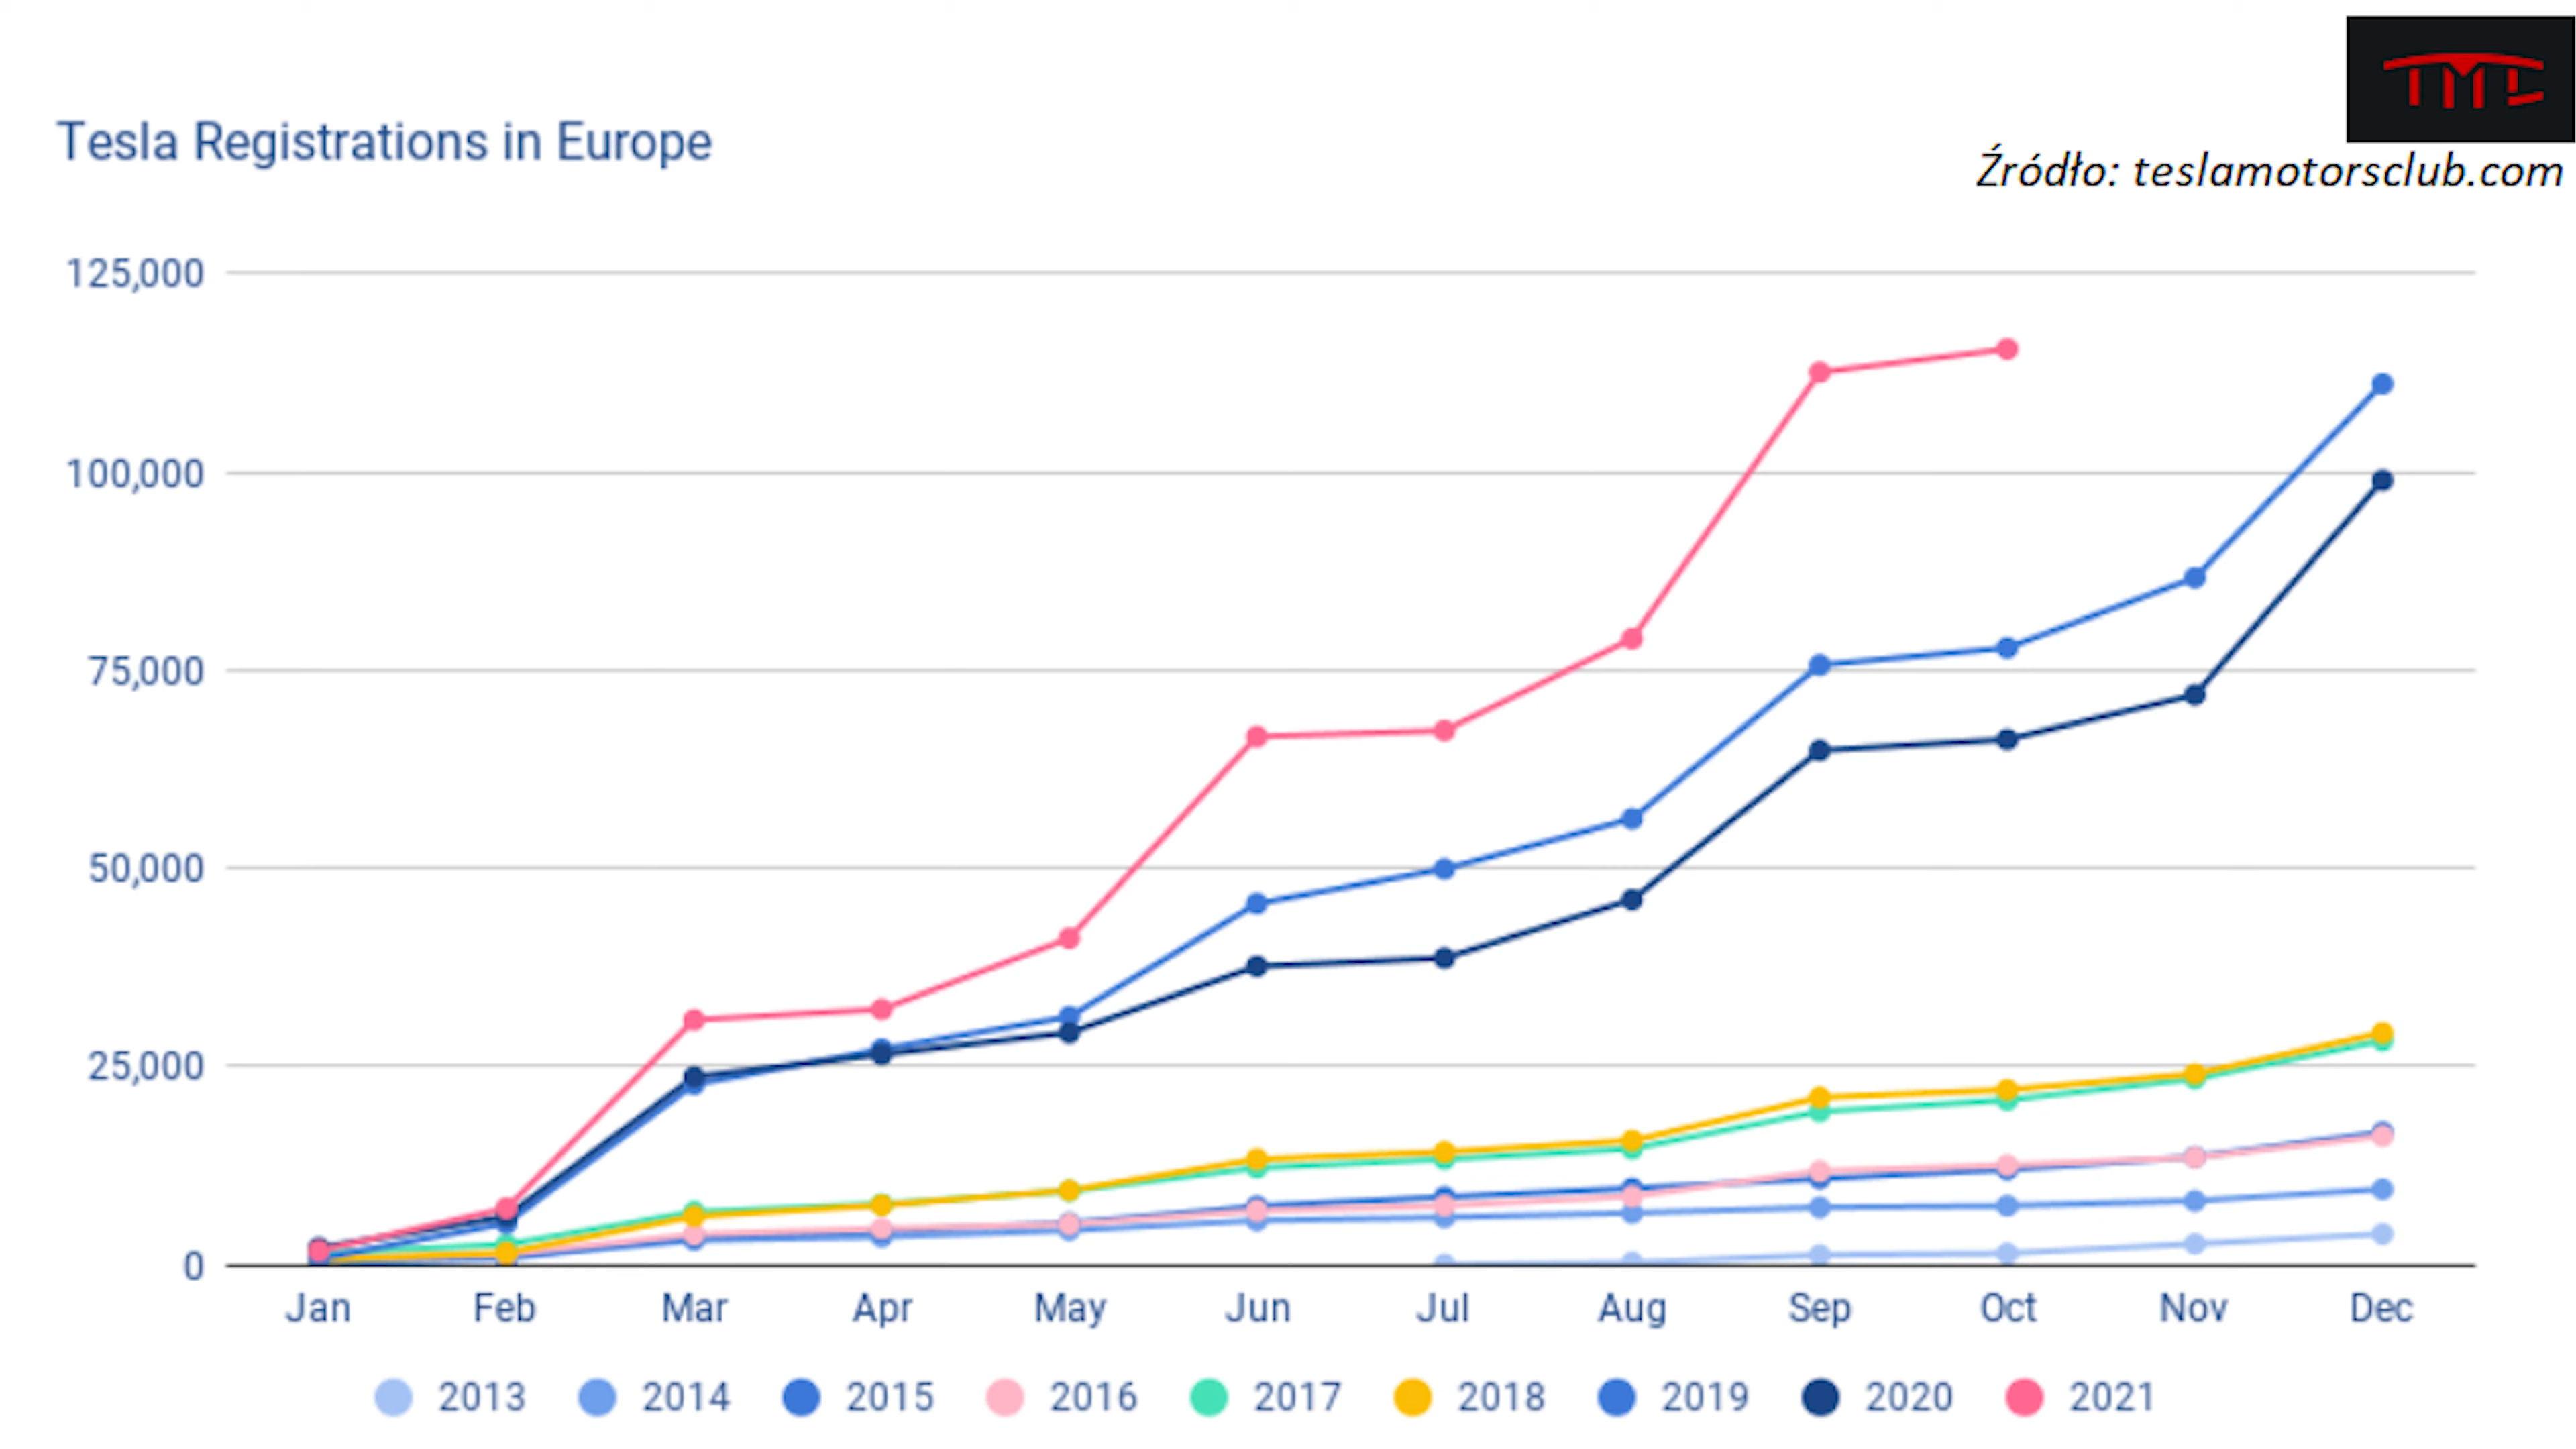 Tesla Registrations in Europe
Źródło: teslamotorsclub.com
125,000
100,000
75,000
50,000
25,000
0
Jan Feb Mar Apr May Jun Jul Aug Sep Oct Nov Dec
2013 2014 2015 2016 2017 2018 2019 2020 2021